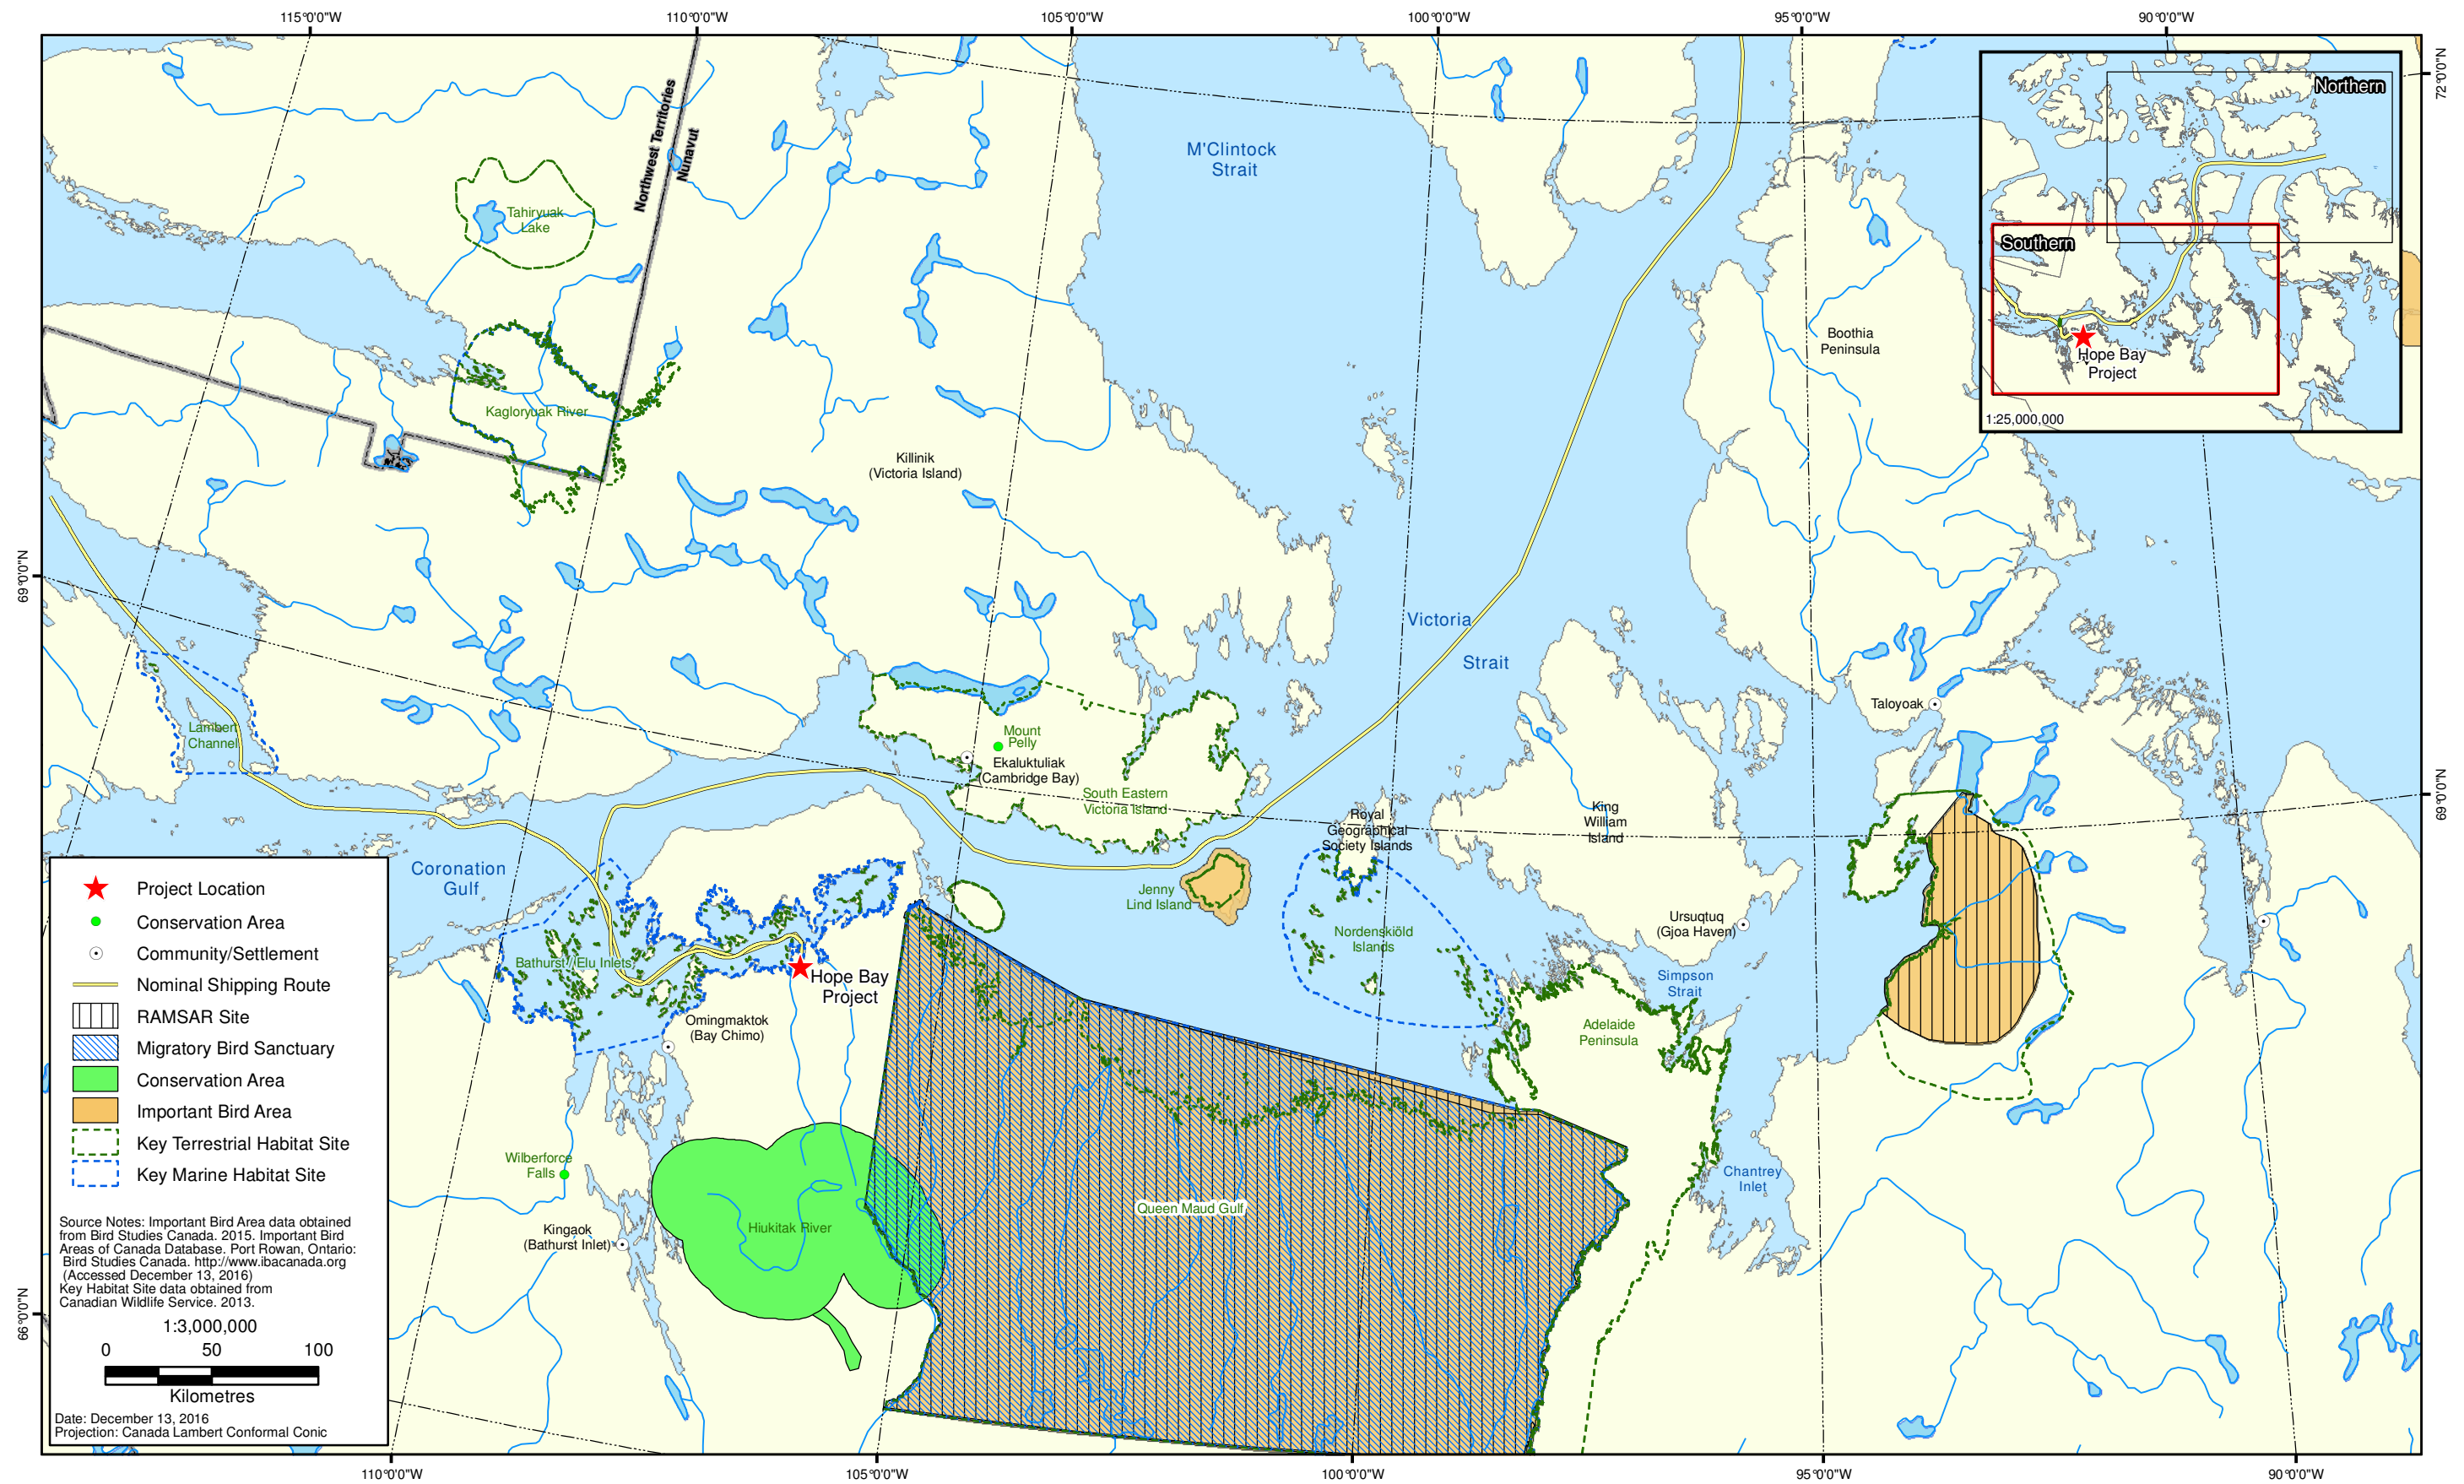 115°0'0"W
110°0'0"W
105°0'0"W
100°0'0"W
95°0'0"W
90°0'0"W
72°0'0"N
69°0'0"N
69°0'0"N
66°0'0"N
Northwest Territories
Nunavut
M'Clintock
Strait
Tahiryuak
Lake
Kagloryuak River
Killinik
(Victoria Island)
Boothia
Peninsula
Northern
Southern
Hope Bay
Project
1:25,000,000
Victoria
Strait
Lambert
Channel
Mount
Pelly
Ekaluktuliak
(Cambridge Bay)
South Eastern
Victoria Island
Taloyoak
Royal
Geographical
Society Islands
King
William
Island
Coronation
Gulf
Jenny
Lind Island
Nordenskiöld
Islands
Ursuqtuq
(Gjoa Haven)
Simpson
Strait
Bathurst / Elu Inlets
Hope Bay
Project
Omingmaktok
(Bay Chimo)
Adelaide
Peninsula
Chantrey
Inlet
Wilberforce
Falls
Kingaok
(Bathurst Inlet)
Hiukitak River
Queen Maud Gulf
Project Location
Conservation Area
Community/Settlement
Nominal Shipping Route
RAMSAR Site
Migratory Bird Sanctuary
Conservation Area
Important Bird Area
Key Terrestrial Habitat Site
Key Marine Habitat Site
Source Notes: Important Bird Area data obtained
from Bird Studies Canada. 2015. Important Bird
Areas of Canada Database. Port Rowan, Ontario:
Bird Studies Canada. http://www.ibacanada.org
(Accessed December 13, 2016)
Key Habitat Site data obtained from
Canadian Wildlife Service. 2013.
1:3,000,000
0 50 100
Kilometres
Date: December 13, 2016
Projection: Canada Lambert Conformal Conic
110°0'0"W
105°0'0"W
100°0'0"W
95°0'0"W
90°0'0"W